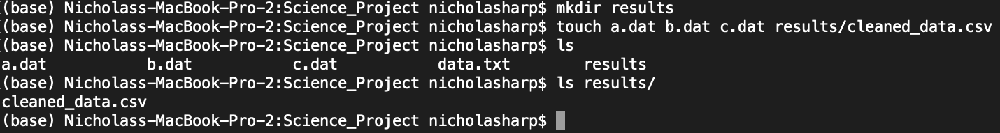 (base) Nicholass-MacBook-Pro-2:Science_Project nicholasharp$ mkdir results
(base) Nicholass-MacBook-Pro-2:Science_Project nicholasharp$ touch a.dat b.dat c.dat results/cleaned_data.csv
(base) Nicholass-MacBook-Pro-2:Science_Project nicholasharp$ ls
a.dat b.dat c.dat data.txt results
(base) Nicholass-MacBook-Pro-2:Science_Project nicholasharp$ ls results/
cleaned_data.csv
(base) Nicholass-MacBook-Pro-2:Science_Project nicholasharp$